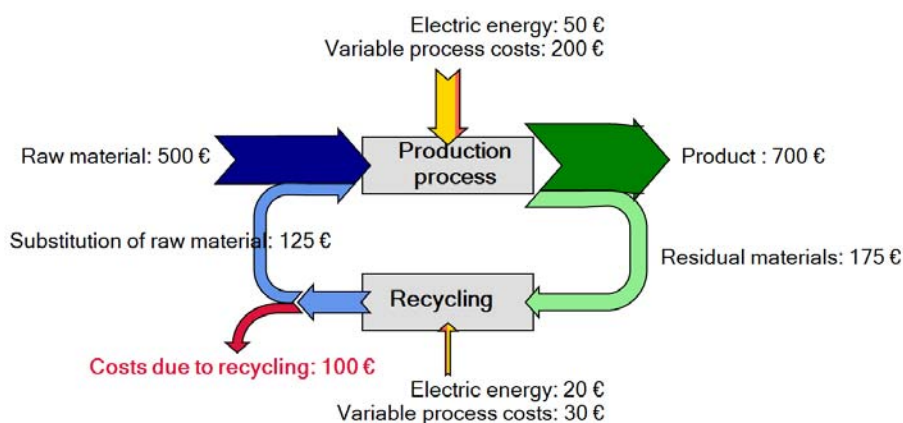 Electric energy: 50 €
Variable process costs: 200 €
Raw material: 500 €
Production
process
Product : 700 €
Substitution of raw material: 125 €
Residual materials: 175 €
Recycling
Costs due to recycling: 100 €
Electric energy: 20 €
Variable process costs: 30 €